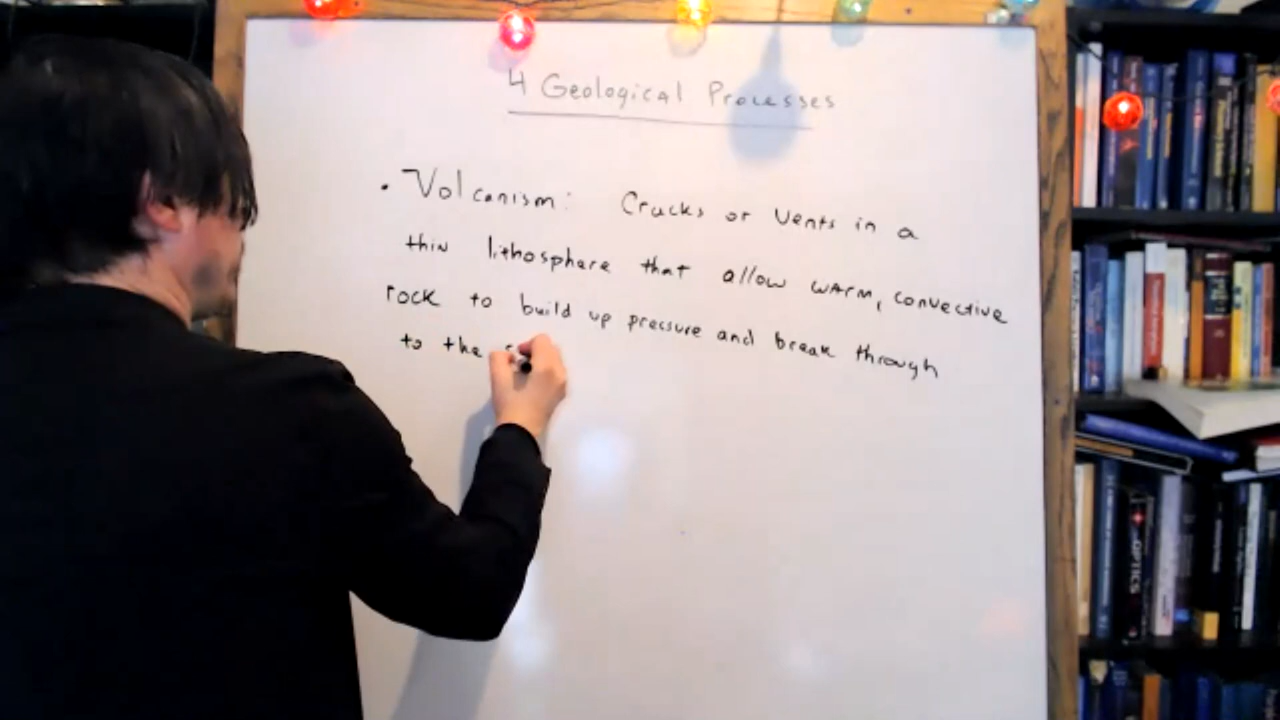 4 Geological Processes
• Volcanism: Cracks or vents in a
thin lithosphere that allow warm, convective
rock to build up pressure and break through
to the
OPTICS